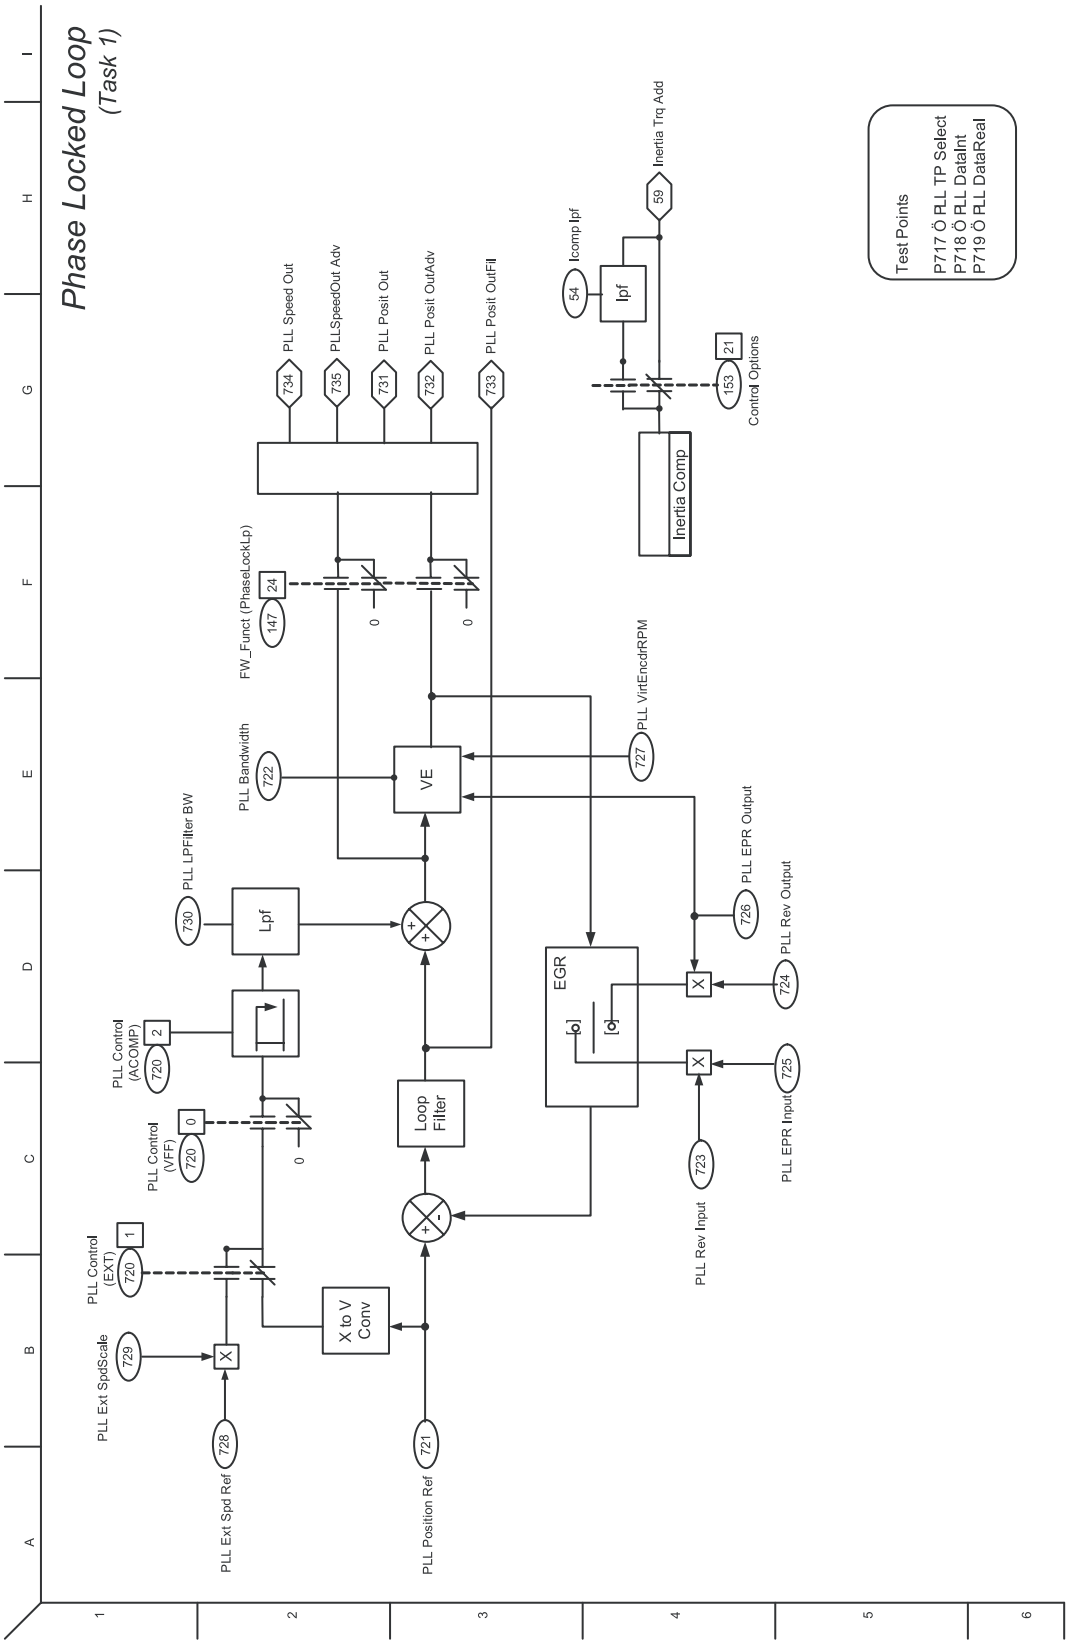 Phase Locked Loop
(Task 1)
A
B
C
D
E
F
G
H
I
1
2
3
4
5
6
PLL Ext SpdScale
729
728
PLL Ext Spd Ref
X
PLL Control
(EXT)
720
1
PLL Control
(VFF)
720
0
0
PLL Control
(ACOMP)
720
2
PLL LPFilter BW
730
Lpf
PLL Bandwidth
722
FW_Funct (PhaseLockLp)
147
24
0
0
734
PLL Speed Out
735
PLLSpeedOut Adv
731
PLL Posit Out
732
PLL Posit OutAdv
733
PLL Posit OutFil
721
PLL Position Ref
X to V
Conv
+
-
Loop
Filter
+
+
VE
727
PLL VirtEncdrRPM
EGR
[ ]
[ ]
X
X
723
PLL Rev Input
725
PLL EPR Input
724
PLL Rev Output
726
PLL EPR Output
Inertia Comp
153
21
Control Options
54
Icomp lpf
lpf
59
Inertia Trq Add
Test Points
P717 Ö PLL TP Select
P718 Ö PLL DataInt
P719 Ö PLL DataReal